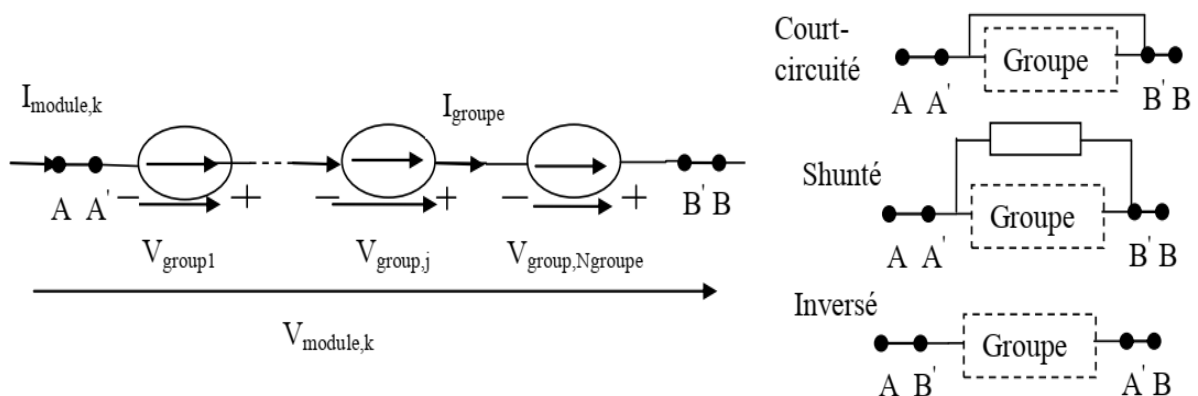 I_module,k
I_groupe
− + − + − +
A A' B' B
V_group1 V_group,j V_group,Ngroupe
V_module,k
Court-
circuité
Groupe
A A' B' B
Shunté
Groupe
A A' B' B
Inversé
Groupe
A B' A' B